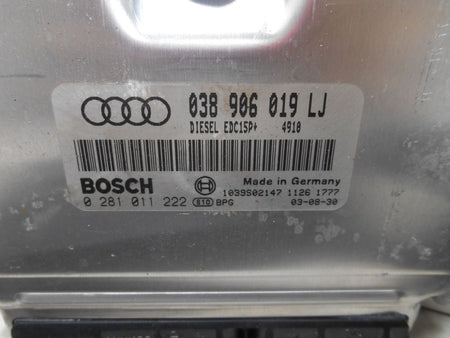 038 906 019 LJ
DIESEL EDC15P+ 4910
BOSCH
Made in Germany
1039S02147 1126 1777
0 281 011 222 610 BPG 03-08-30